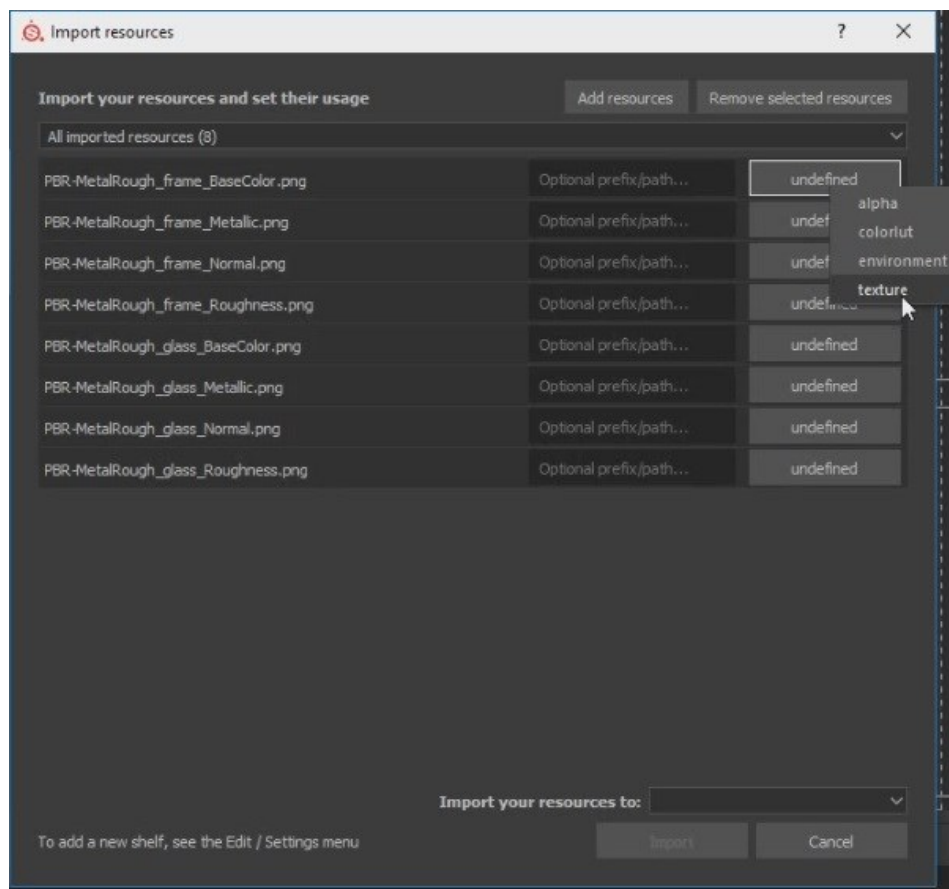 Import resources ? ×
Import your resources and set their usage Add resources Remove selected resources
All imported resources (8)
PBR-MetalRough_frame_BaseColor.png Optional prefix/path... undefined
alpha
PBR-MetalRough_frame_Metallic.png Optional prefix/path... undef
colorlut
PBR-MetalRough_frame_Normal.png Optional prefix/path... undef
environment
PBR-MetalRough_frame_Roughness.png Optional prefix/path... undefined
texture
PBR-MetalRough_glass_BaseColor.png Optional prefix/path... undefined
PBR-MetalRough_glass_Metallic.png Optional prefix/path... undefined
PBR-MetalRough_glass_Normal.png Optional prefix/path... undefined
PBR-MetalRough_glass_Roughness.png Optional prefix/path... undefined
Import your resources to:
To add a new shelf, see the Edit / Settings menu Import Cancel